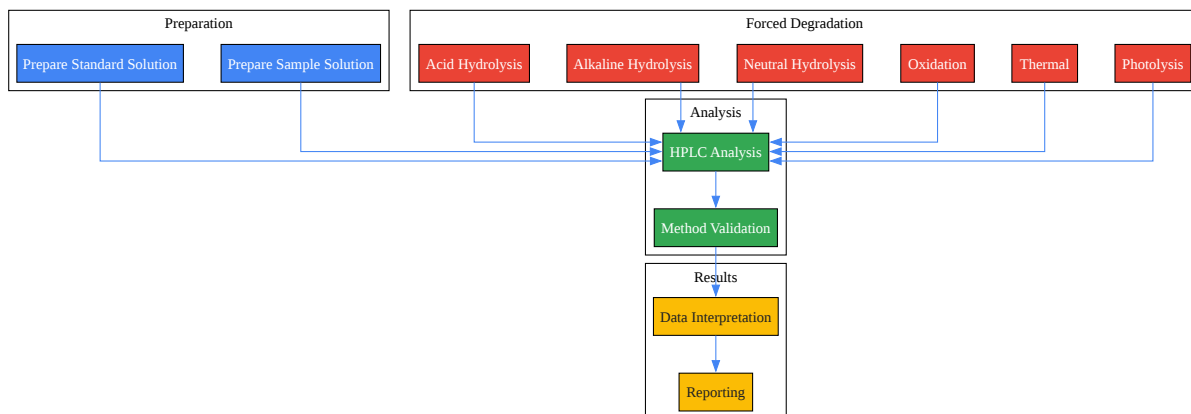 Preparation
Forced Degradation
Prepare Standard Solution
Prepare Sample Solution
Acid Hydrolysis
Alkaline Hydrolysis
Neutral Hydrolysis
Oxidation
Thermal
Photolysis
Analysis
HPLC Analysis
Method Validation
Results
Data Interpretation
Reporting